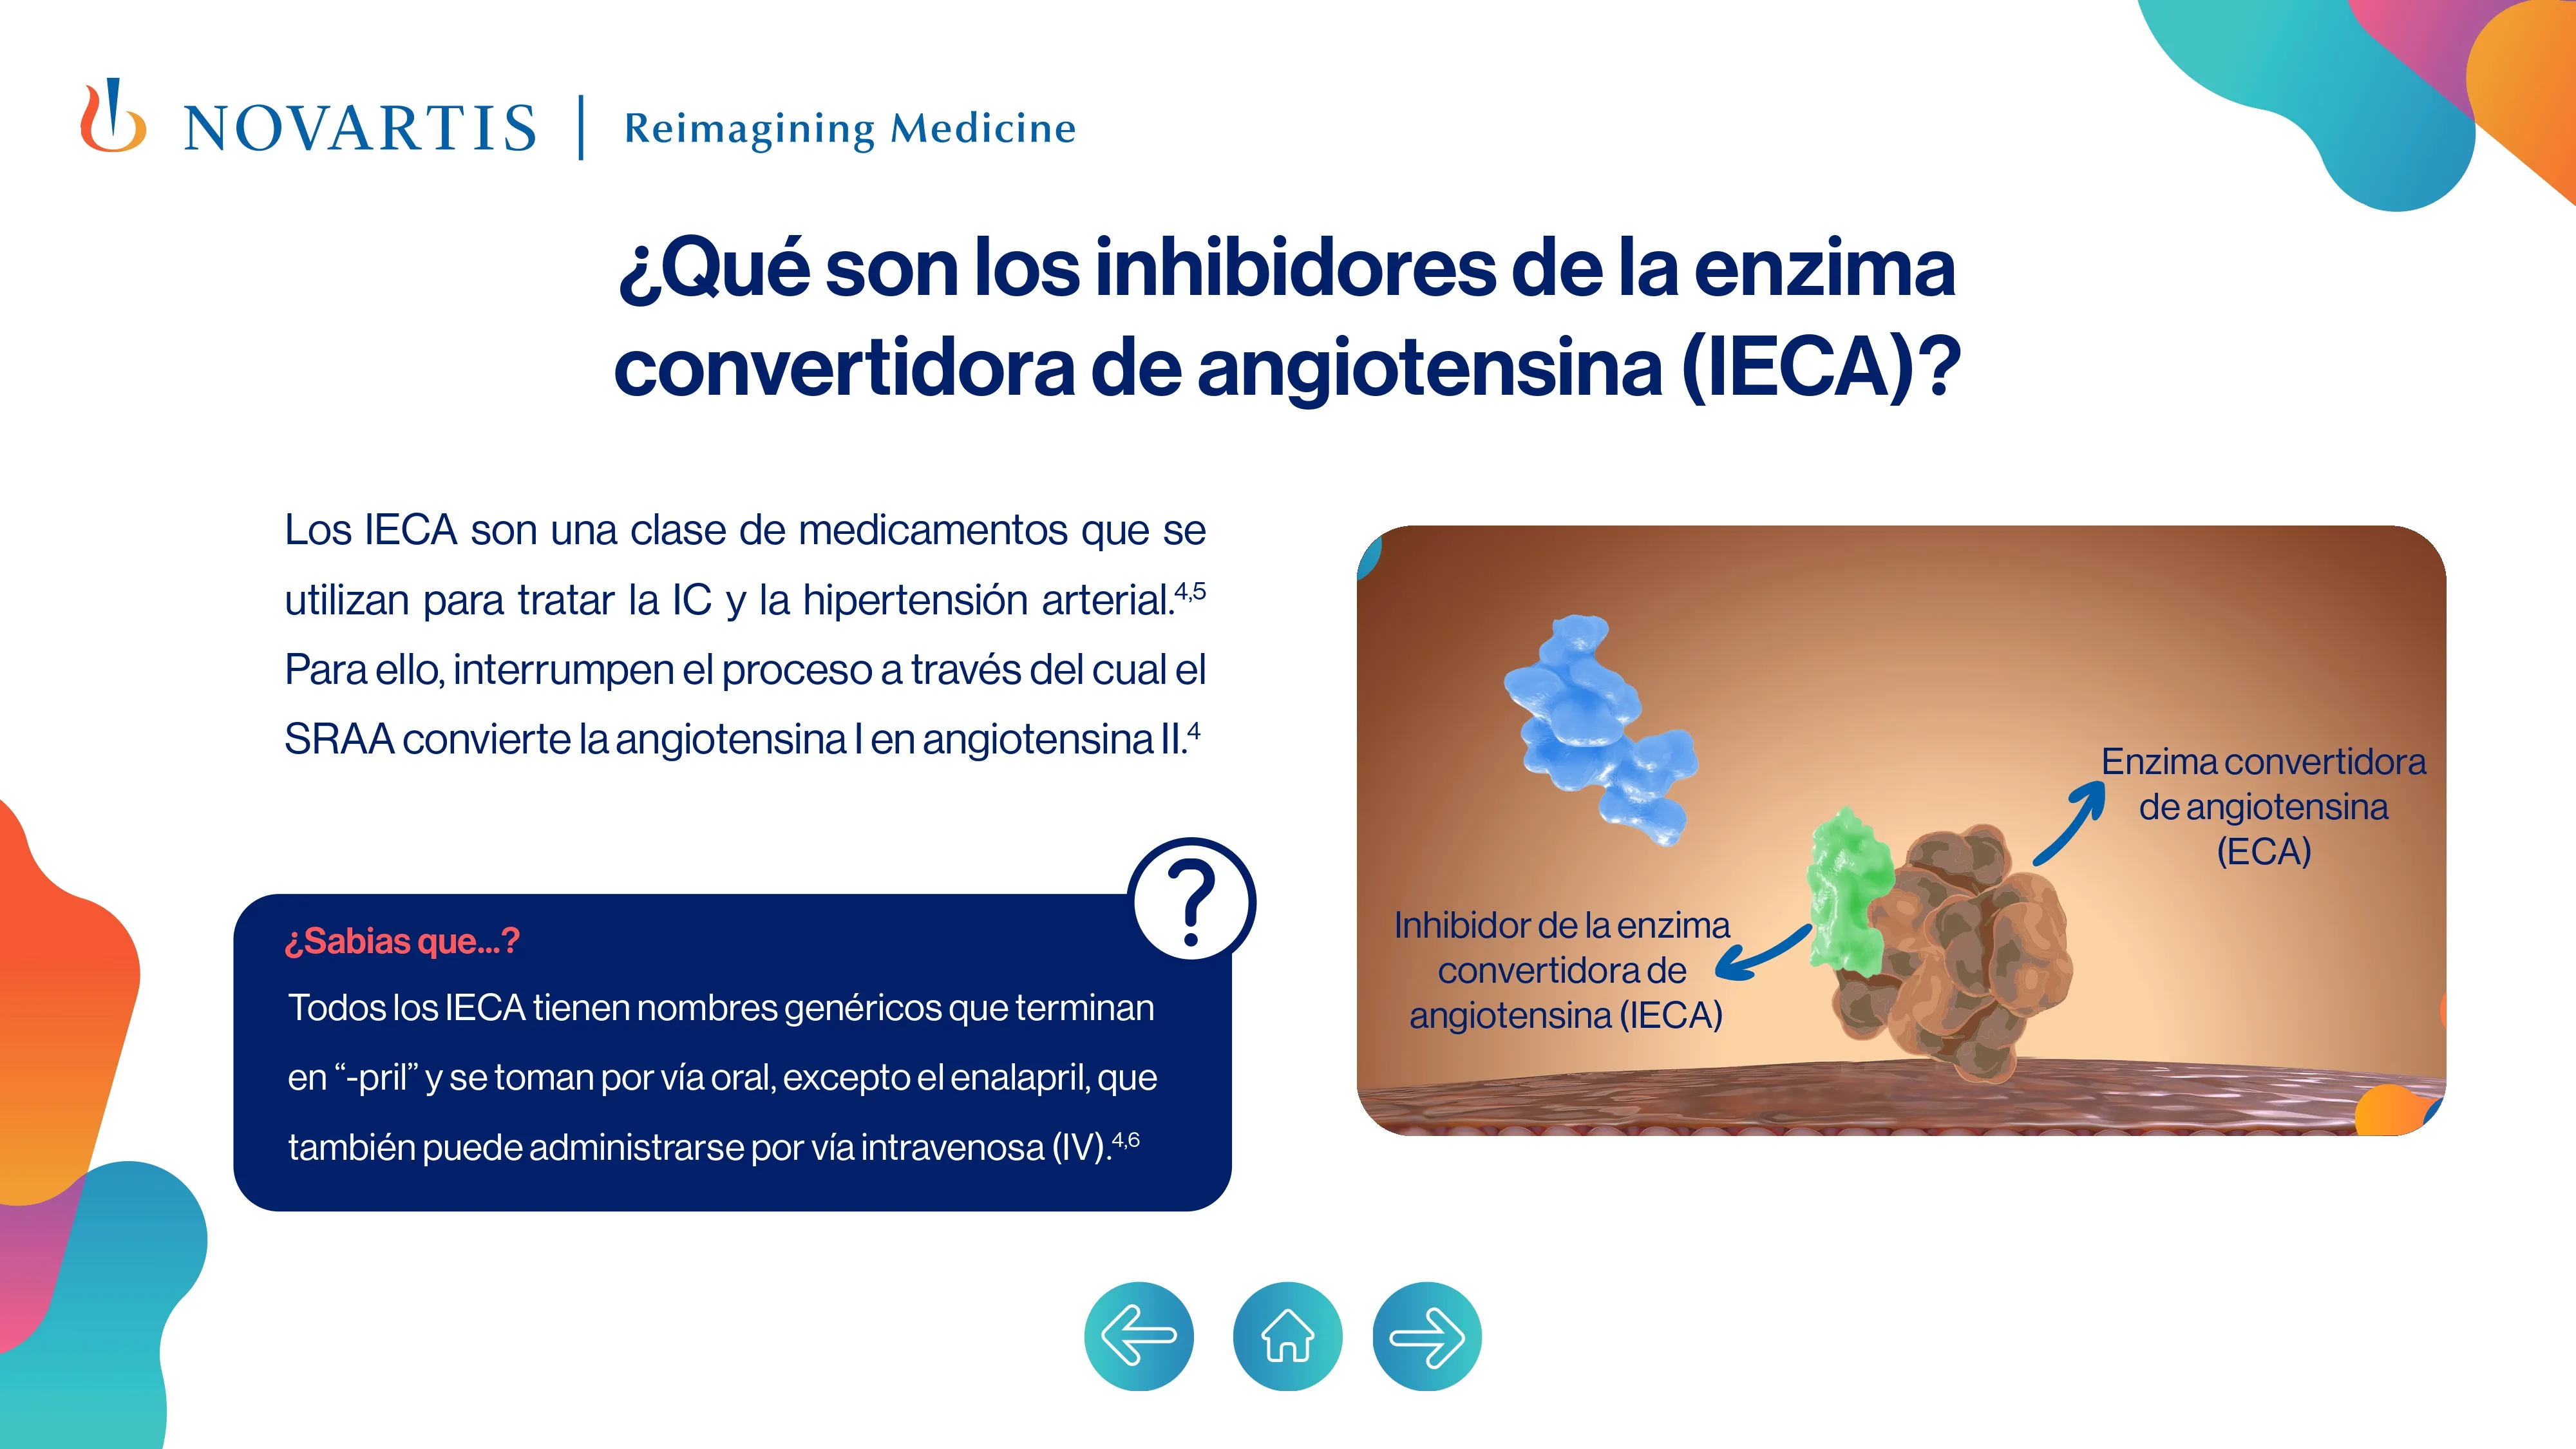 NOVARTIS | Reimagining Medicine
¿Qué son los inhibidores de la enzima
convertidora de angiotensina (IECA)?
Los IECA son una clase de medicamentos que se
utilizan para tratar la IC y la hipertensión arterial.4,5
Para ello, interrumpen el proceso a través del cual el
SRAA convierte la angiotensina I en angiotensina II.4
?
¿Sabias que...?
Todos los IECA tienen nombres genéricos que terminan
en “-pril” y se toman por vía oral, excepto el enalapril, que
también puede administrarse por vía intravenosa (IV).4,6
Enzima convertidora
de angiotensina
(ECA)
Inhibidor de la enzima
convertidora de
angiotensina (IECA)